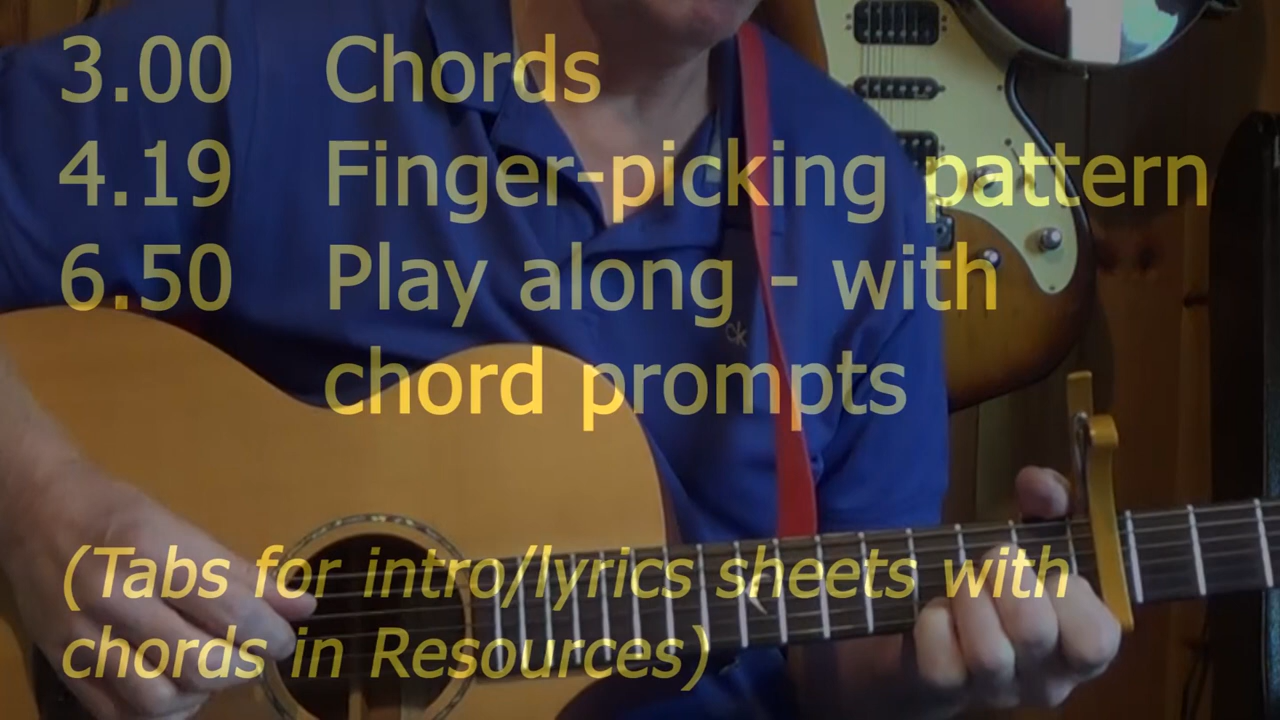 3.00 Chords
4.19 Finger-picking pattern
6.50 Play along - with
chord prompts
ck
(Tabs for intro/lyrics sheets with
chords in Resources)